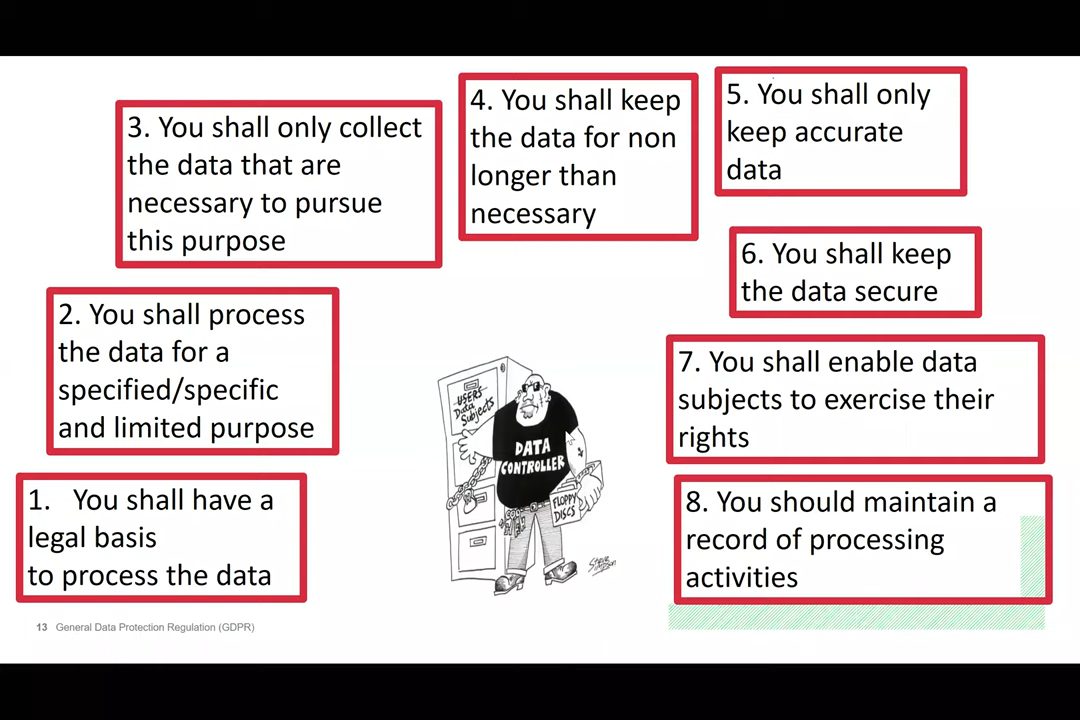 3. You shall only collect
the data that are
necessary to pursue
this purpose
4. You shall keep
the data for non
longer than
necessary
5. You shall only
keep accurate
data
6. You shall keep
the data secure
2. You shall process
the data for a
specified/specific
and limited purpose
7. You shall enable data
subjects to exercise their
rights
1. You shall have a
legal basis
to process the data
8. You should maintain a
record of processing
activities
USERS
Data
Subjects
DATA
CONTROLLER
FLOPPY
DISCS
13 General Data Protection Regulation (GDPR)